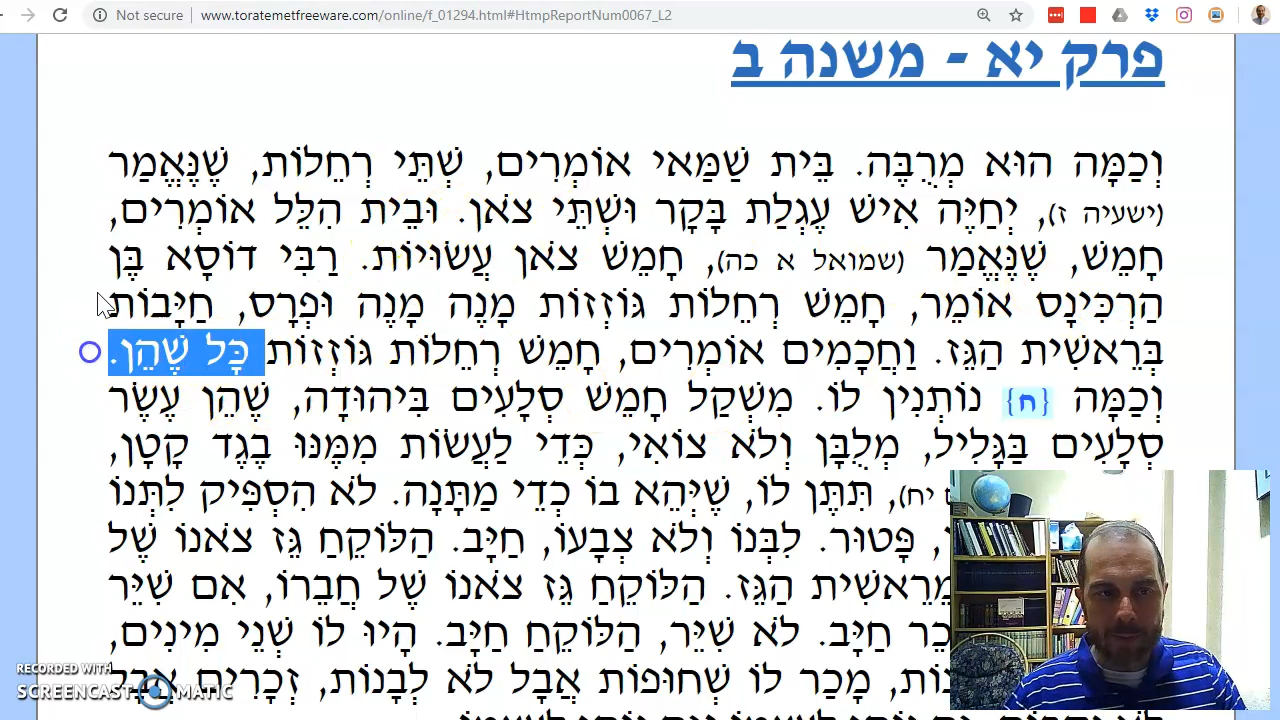 Not secure | www.toratemetfreeware.com/online/f_01294.html#HtmpReportNum0067_L2
פרק יא - משנה ב
וְכַמָּה הוּא מְרֻבֶּה. בֵּית שַׁמַּאי אוֹמְרִים, שְׁתֵּי רְחֵלוֹת, שֶׁנֶּאֱמַר
(ישעיה ז), יְחַיֶּה אִישׁ עֶגְלַת בָּקָר וּשְׁתֵּי צֹאן. וּבֵית הִלֵּל אוֹמְרִים,
חָמֵשׁ, שֶׁנֶּאֱמַר (שמואל א כה), חָמֵשׁ צֹאן עֲשׂוּיוֹת. רַבִּי דוֹסָא בֶּן
הַרְכִּינָס אוֹמֵר, חָמֵשׁ רְחֵלוֹת גּוֹזְזוֹת מָנֶה מָנֶה וּפְרָס, חַיָּבוֹת
בְּרֵאשִׁית הַגֵּז. וַחֲכָמִים אוֹמְרִים, חָמֵשׁ רְחֵלוֹת גּוֹזְזוֹת כָּל שֶׁהֵן.
וְכַמָּה {ח} נוֹתְנִין לוֹ. מִשְׁקַל חָמֵשׁ סְלָעִים בִּיהוּדָה, שֶׁהֵן עֶשֶׂר
סְלָעִים בַּגָּלִיל, מְלֻבָּן וְלֹא צוֹאִי, כְּדֵי לַעֲשׂוֹת מִמֶּנּוּ בֶגֶד קָטָן,
יח), תִּתֶּן לוֹ, שֶׁיְּהֵא בוֹ כְדֵי מַתָּנָה. לֹא הִסְפִּיק לִתְּנוֹ
פָּטוּר. לִבְּנוֹ וְלֹא צְבָעוֹ, חַיָּב. הַלּוֹקֵחַ גֵּז צֹאנוֹ שֶׁל
מֵרֵאשִׁית הַגֵּז. הַלּוֹקֵחַ גֵּז צֹאנוֹ שֶׁל חֲבֵרוֹ, אִם שִׁיֵּר
חַיָּב. לֹא שִׁיֵּר, הַלּוֹקֵחַ חַיָּב. הָיוּ לוֹ שְׁנֵי מִינִים,
מָכַר לוֹ שְׁחוּפוֹת אֲבָל לֹא לְבָנוֹת, זְכָרִים
RECORDED WITH
SCREENCAST-O-MATIC